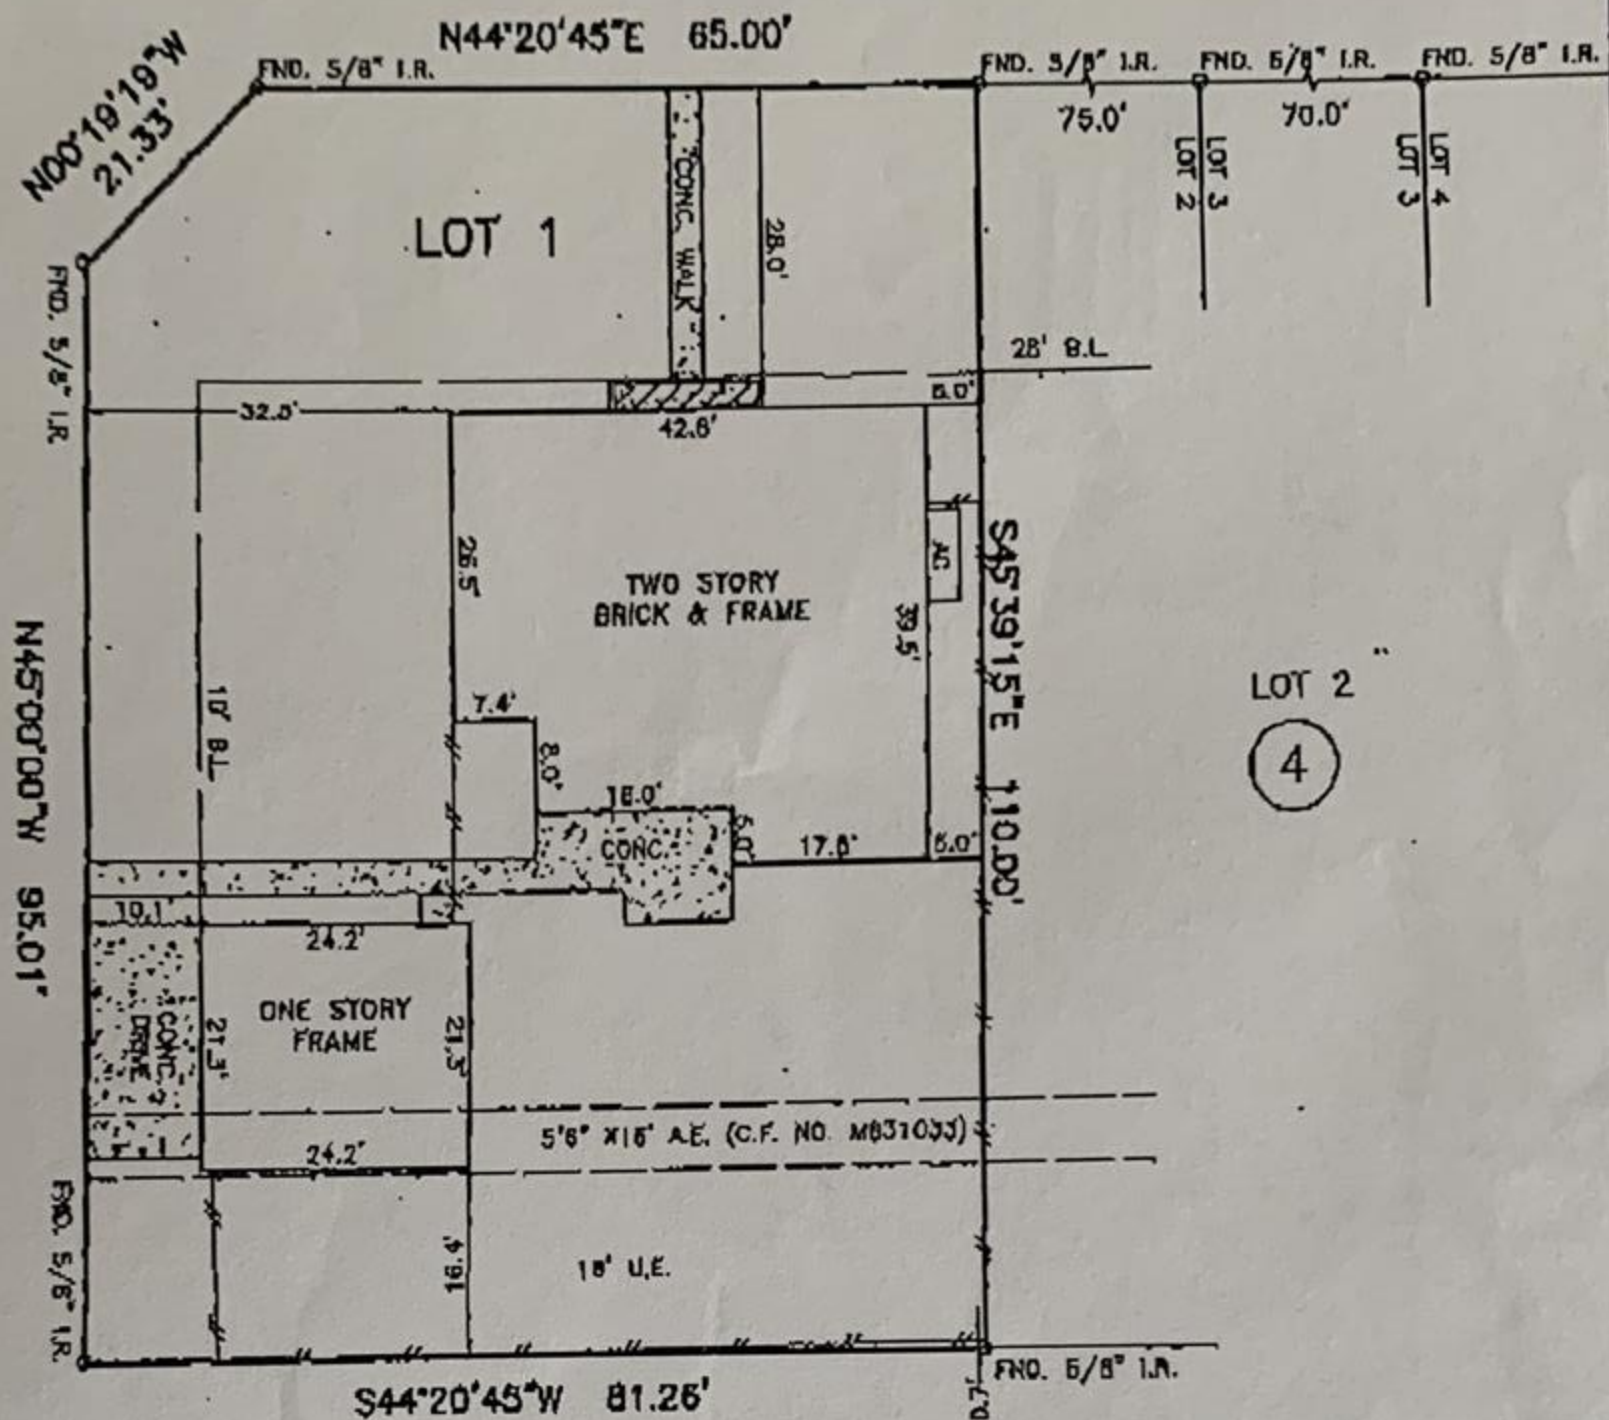 N44°20'45"E 65.00'
N00°19'19"W
21.33'
FND. 5/8" I.R.
FND. 5/8" I.R.
FND. 5/8" I.R.
FND. 5/8" I.R.
75.0'
70.0'
LOT 2
LOT 3
LOT 3
LOT 4
LOT 1
CONC. WALK
28.0'
FND. 5/8" I.R.
28' B.L.
5.0'
32.5'
42.6'
26.5'
TWO STORY
BRICK & FRAME
AC
39.5'
S45°39'15"E 110.00'
N45°00'00"W 95.01'
10' B.L.
7.4'
8.0'
18.0'
CONC.
5.0'
17.6'
5.0'
LOT 2
4
10.1'
24.2'
CONC.
DRIVE
21.3'
ONE STORY
FRAME
21.3'
5'6" X16' A.E. (C.F. NO. M831033)
24.2'
FND. 5/8" I.R.
16.4'
16' U.E.
FND. 5/8" I.R.
S44°20'45"W 81.26'
0.7'